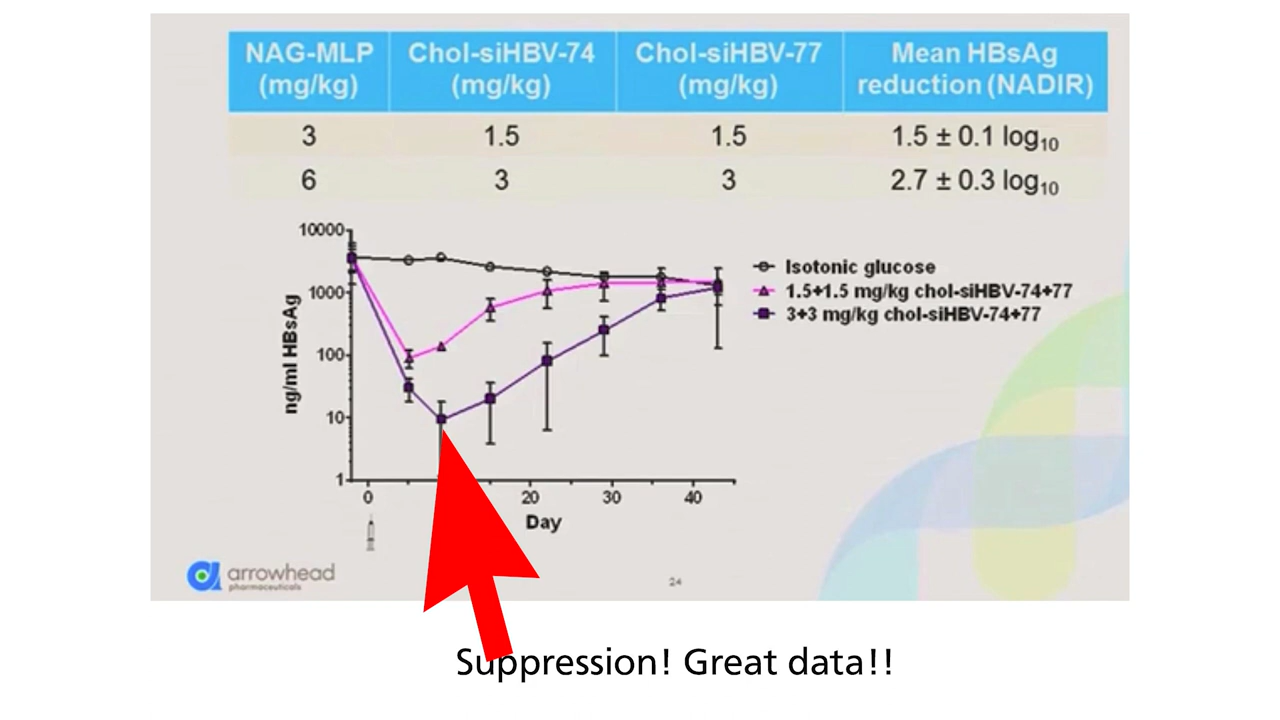 NAG-MLP (mg/kg) Chol-siHBV-74 (mg/kg) Chol-siHBV-77 (mg/kg) Mean HBsAg reduction (NADIR)
3 1.5 1.5 1.5 ± 0.1 log₁₀
6 3 3 2.7 ± 0.3 log₁₀
10000
1000
100
10
1
ng/ml HBsAg
0 20 30 40
Day
Isotonic glucose
1.5+1.5 mg/kg chol-siHBV-74+77
3+3 mg/kg chol-siHBV-74+77
arrowhead
pharmaceuticals
24
Suppression! Great data!!